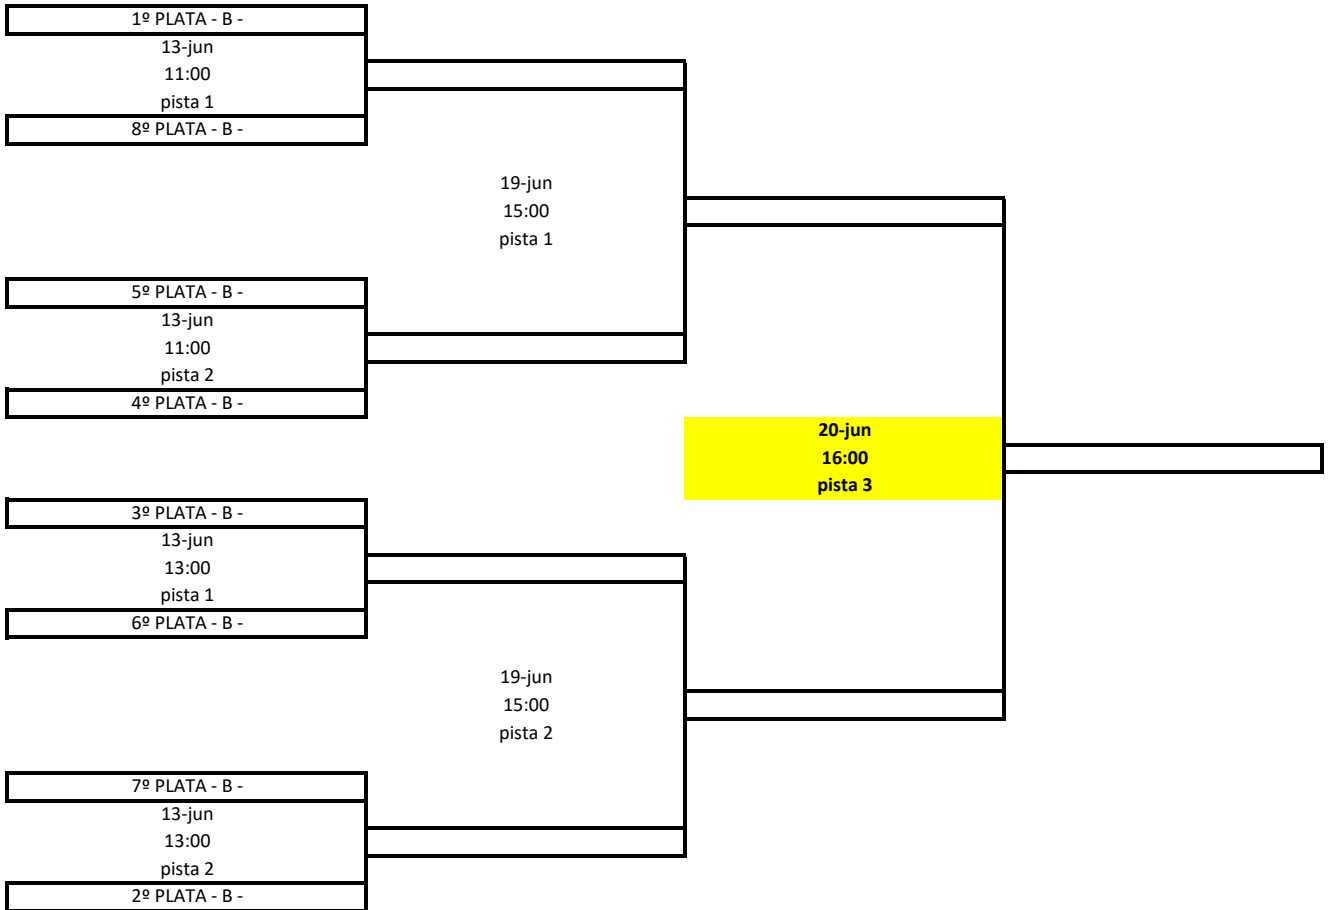 1º PLATA - B -
13-jun
11:00
pista 1
8º PLATA - B -
19-jun
15:00
pista 1
5º PLATA - B -
13-jun
11:00
pista 2
4º PLATA - B -
20-jun
16:00
pista 3
3º PLATA - B -
13-jun
13:00
pista 1
6º PLATA - B -
19-jun
15:00
pista 2
7º PLATA - B -
13-jun
13:00
pista 2
2º PLATA - B -